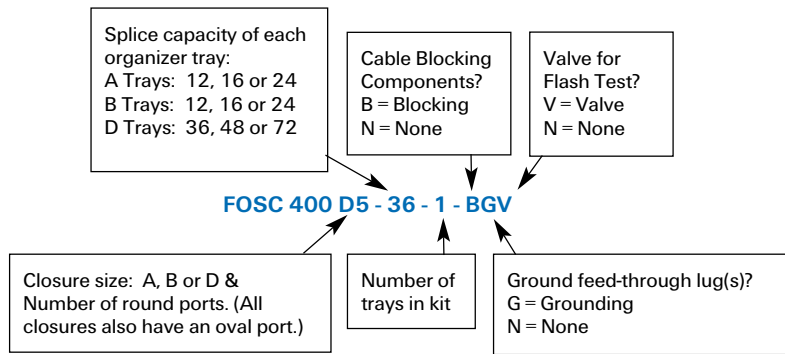 Splice capacity of each
organizer tray:
A Trays: 12, 16 or 24
B Trays: 12, 16 or 24
D Trays: 36, 48 or 72
Cable Blocking
Components?
B = Blocking
N = None
Valve for
Flash Test?
V = Valve
N = None
FOSC 400 D5 - 36 - 1 - BGV
Closure size: A, B or D &
Number of round ports. (All
closures also have an oval port.)
Number of
trays in kit
Ground feed-through lug(s)?
G = Grounding
N = None